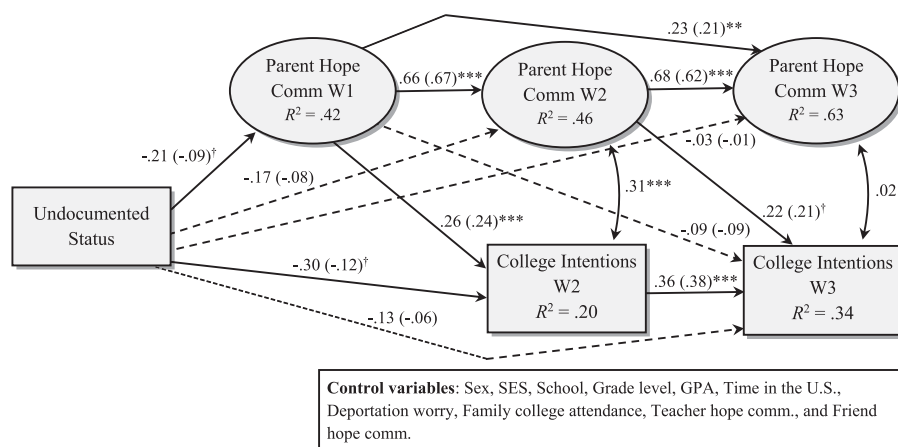 .23 (.21)**
Parent Hope
Comm W1
R² = .42
.66 (.67)***
Parent Hope
Comm W2
R² = .46
.68 (.62)***
Parent Hope
Comm W3
R² = .63
-.21 (-.09)†
-.17 (-.08)
-.03 (-.01)
.31***
.02
Undocumented
Status
.26 (.24)***
.22 (.21)†
-.09 (-.09)
-.30 (-.12)†
College Intentions
W2
R² = .20
.36 (.38)***
College Intentions
W3
R² = .34
-.13 (-.06)
Control variables: Sex, SES, School, Grade level, GPA, Time in the U.S.,
Deportation worry, Family college attendance, Teacher hope comm., and Friend
hope comm.